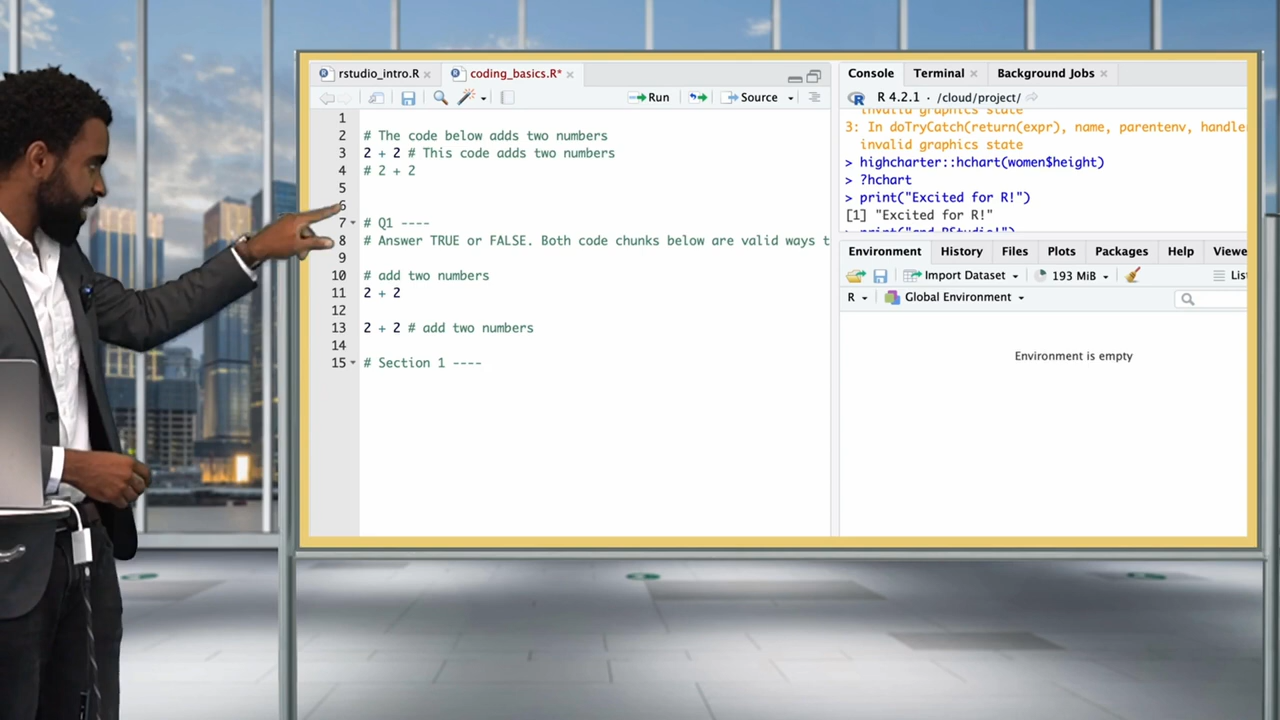 rstudio_intro.R
coding_basics.R*
Run
Source
1
2 # The code below adds two numbers
3 2 + 2 # This code adds two numbers
4 # 2 + 2
5
6
7 # Q1 ----
8 # Answer TRUE or FALSE. Both code chunks below are valid ways t
9
10 # add two numbers
11 2 + 2
12
13 2 + 2 # add two numbers
14
15 # Section 1 ----
Console Terminal Background Jobs
R 4.2.1 · /cloud/project/
invalid graphics state
3: In doTryCatch(return(expr), name, parentenv, handler
invalid graphics state
> highcharter::hchart(women$height)
> ?hchart
> print("Excited for R!")
[1] "Excited for R!"
> print("and RStudio!")
Environment History Files Plots Packages Help Viewe
Import Dataset 193 MiB Lis
R Global Environment
Environment is empty